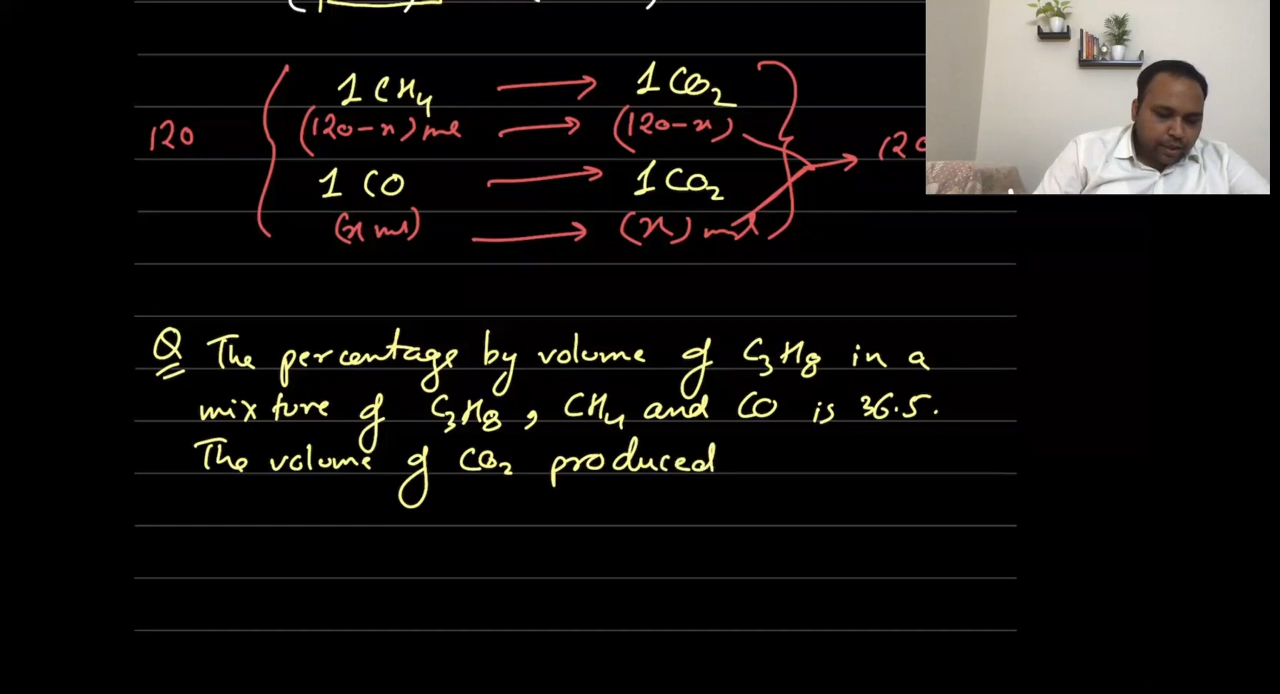 1 CH₄ → 1 CO₂
120 (120-x) ml → (120-x) → 120
1 CO → 1 CO₂
(x ml) → (x) ml
Q The percentage by volume of C₃H₈ in a
mixture of C₃H₈, CH₄ and CO is 36.5.
The volume of CO₂ produced